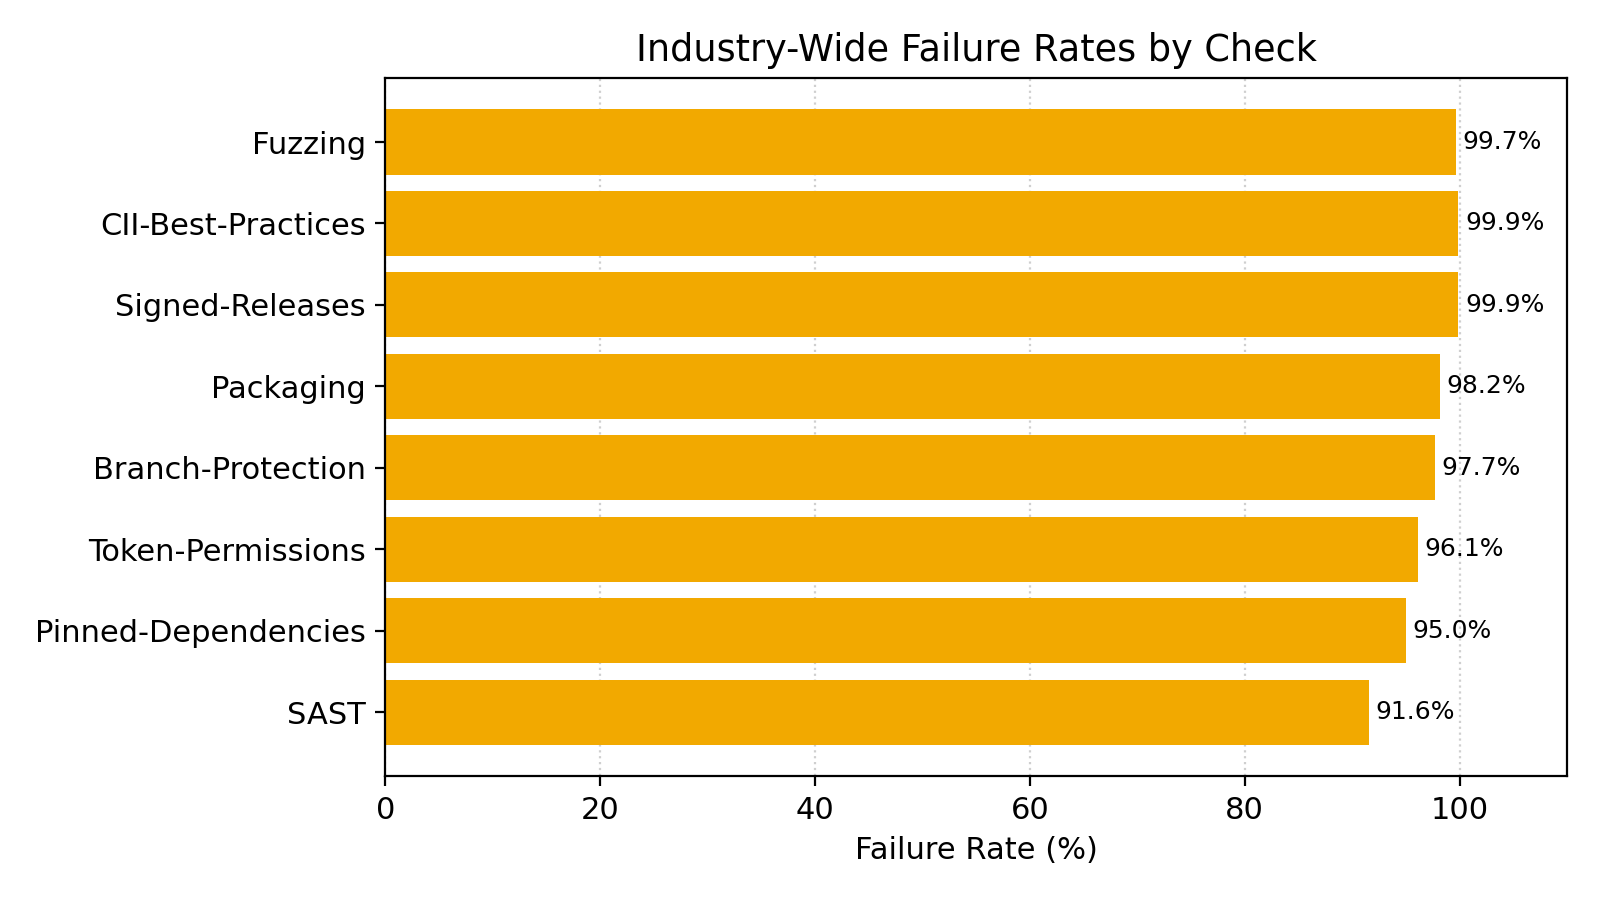 Industry-Wide Failure Rates by Check
Fuzzing 99.7%
CII-Best-Practices 99.9%
Signed-Releases 99.9%
Packaging 98.2%
Branch-Protection 97.7%
Token-Permissions 96.1%
Pinned-Dependencies 95.0%
SAST 91.6%
0 20 40 60 80 100
Failure Rate (%)